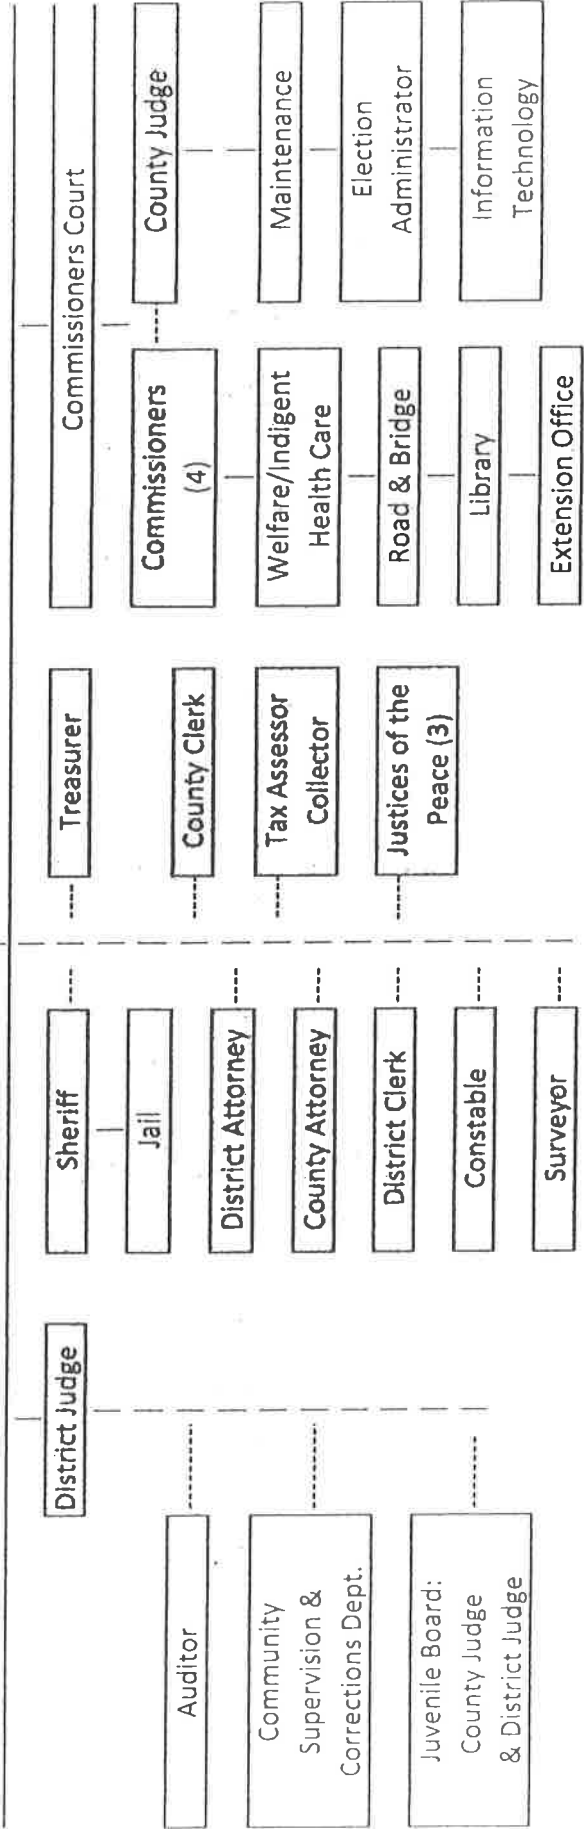 District Judge
Auditor
Community
Supervision &
Corrections Dept.
Juvenile Board:
County Judge
& District Judge
Sheriff
Jail
District Attorney
County Attorney
District Clerk
Constable
Surveyor
Treasurer
County Clerk
Tax Assessor
Collector
Justices of the
Peace (3)
Commissioners Court
Commissioners
(4)
Welfare/Indigent
Health Care
Road & Bridge
Library
Extension Office
County Judge
Maintenance
Election
Administrator
Information
Technology